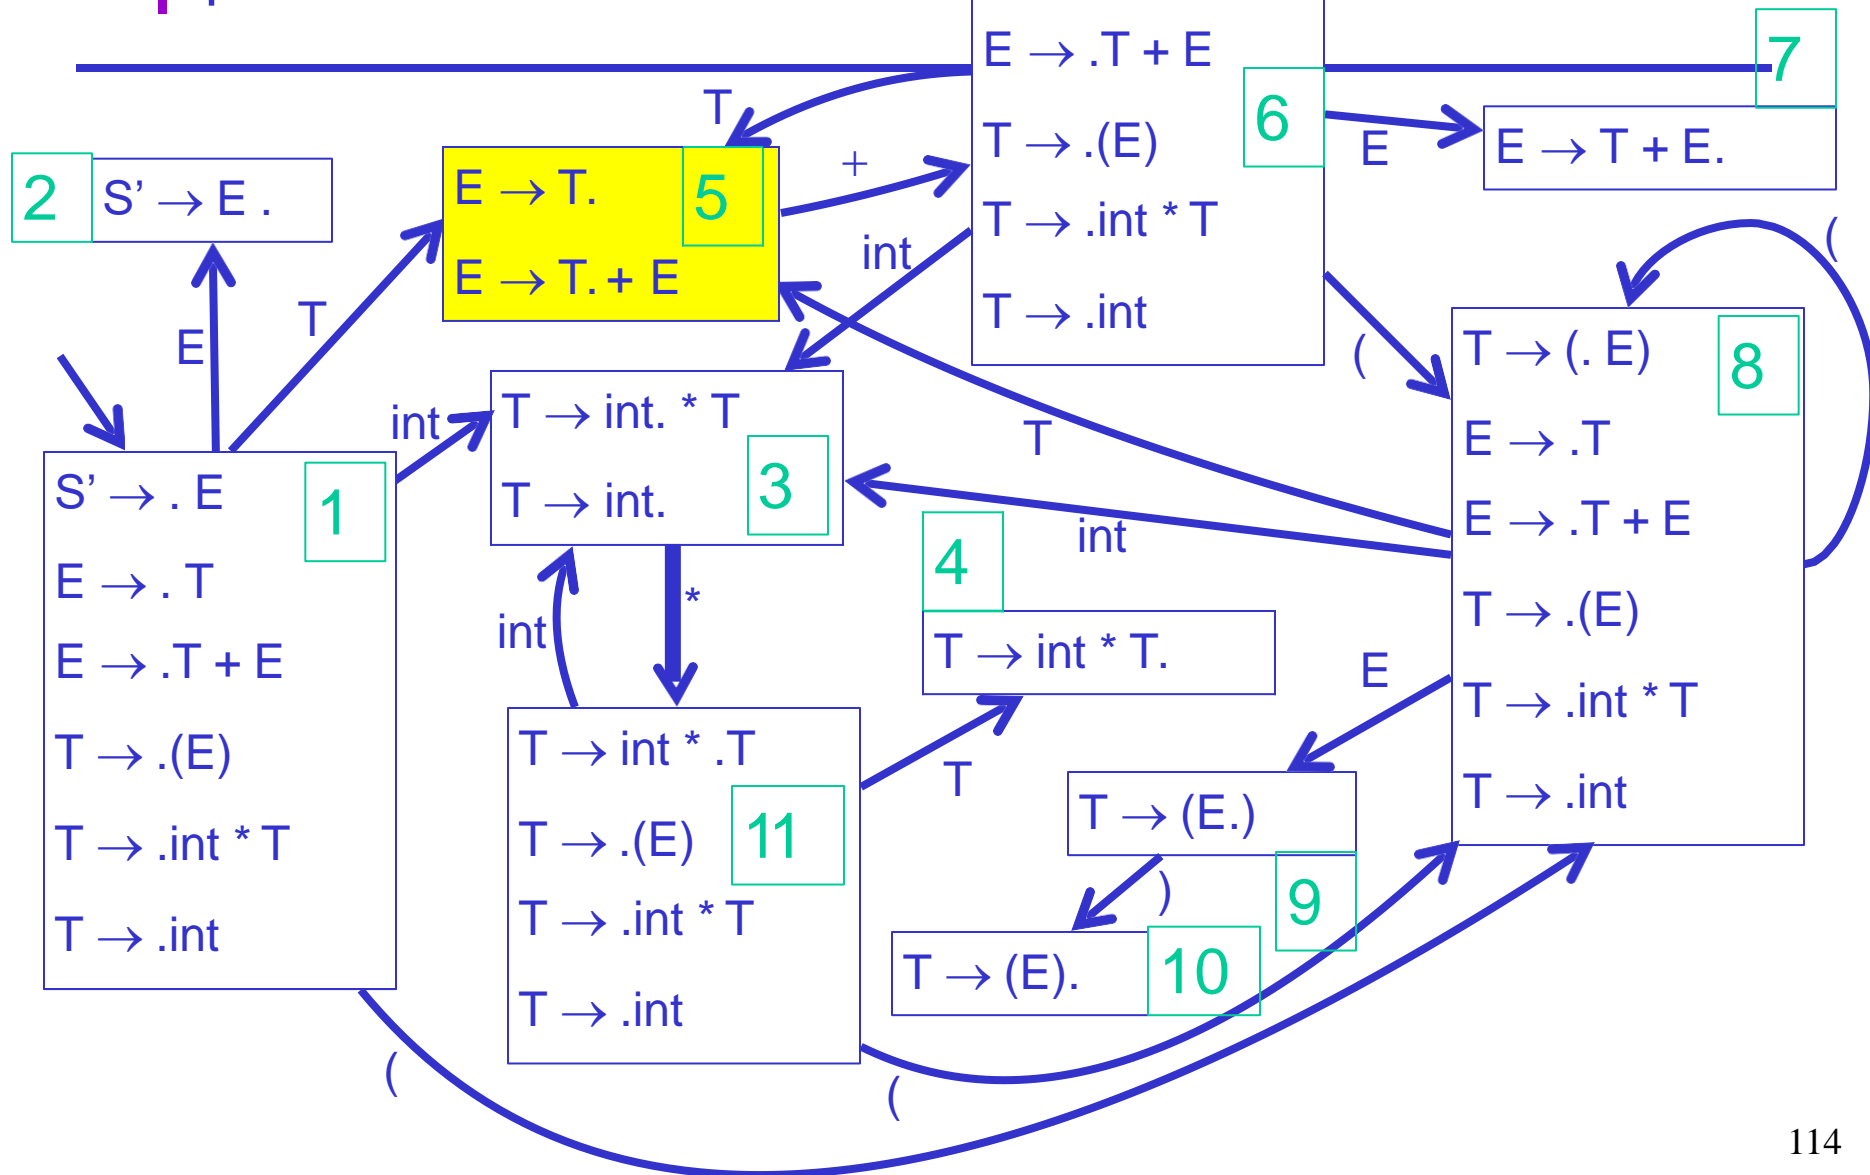 E → .T + E
T → .(E)
T → .int * T
T → .int
6
7
E → T + E.
E
T
+
2
S’ → E .
E → T.
E → T. + E
5
int
(
(
E
T
int
T → int. * T
T → int.
3
T
int
T → (. E)
E → .T
E → .T + E
T → .(E)
T → .int * T
T → .int
8
S’ → . E
E → . T
E → .T + E
T → .(E)
T → .int * T
T → .int
1
int
*
4
T → int * T.
E
T → int * .T
T → .(E)
T → .int * T
T → .int
11
T
T → (E.)
9
)
T → (E).
10
(
(
114